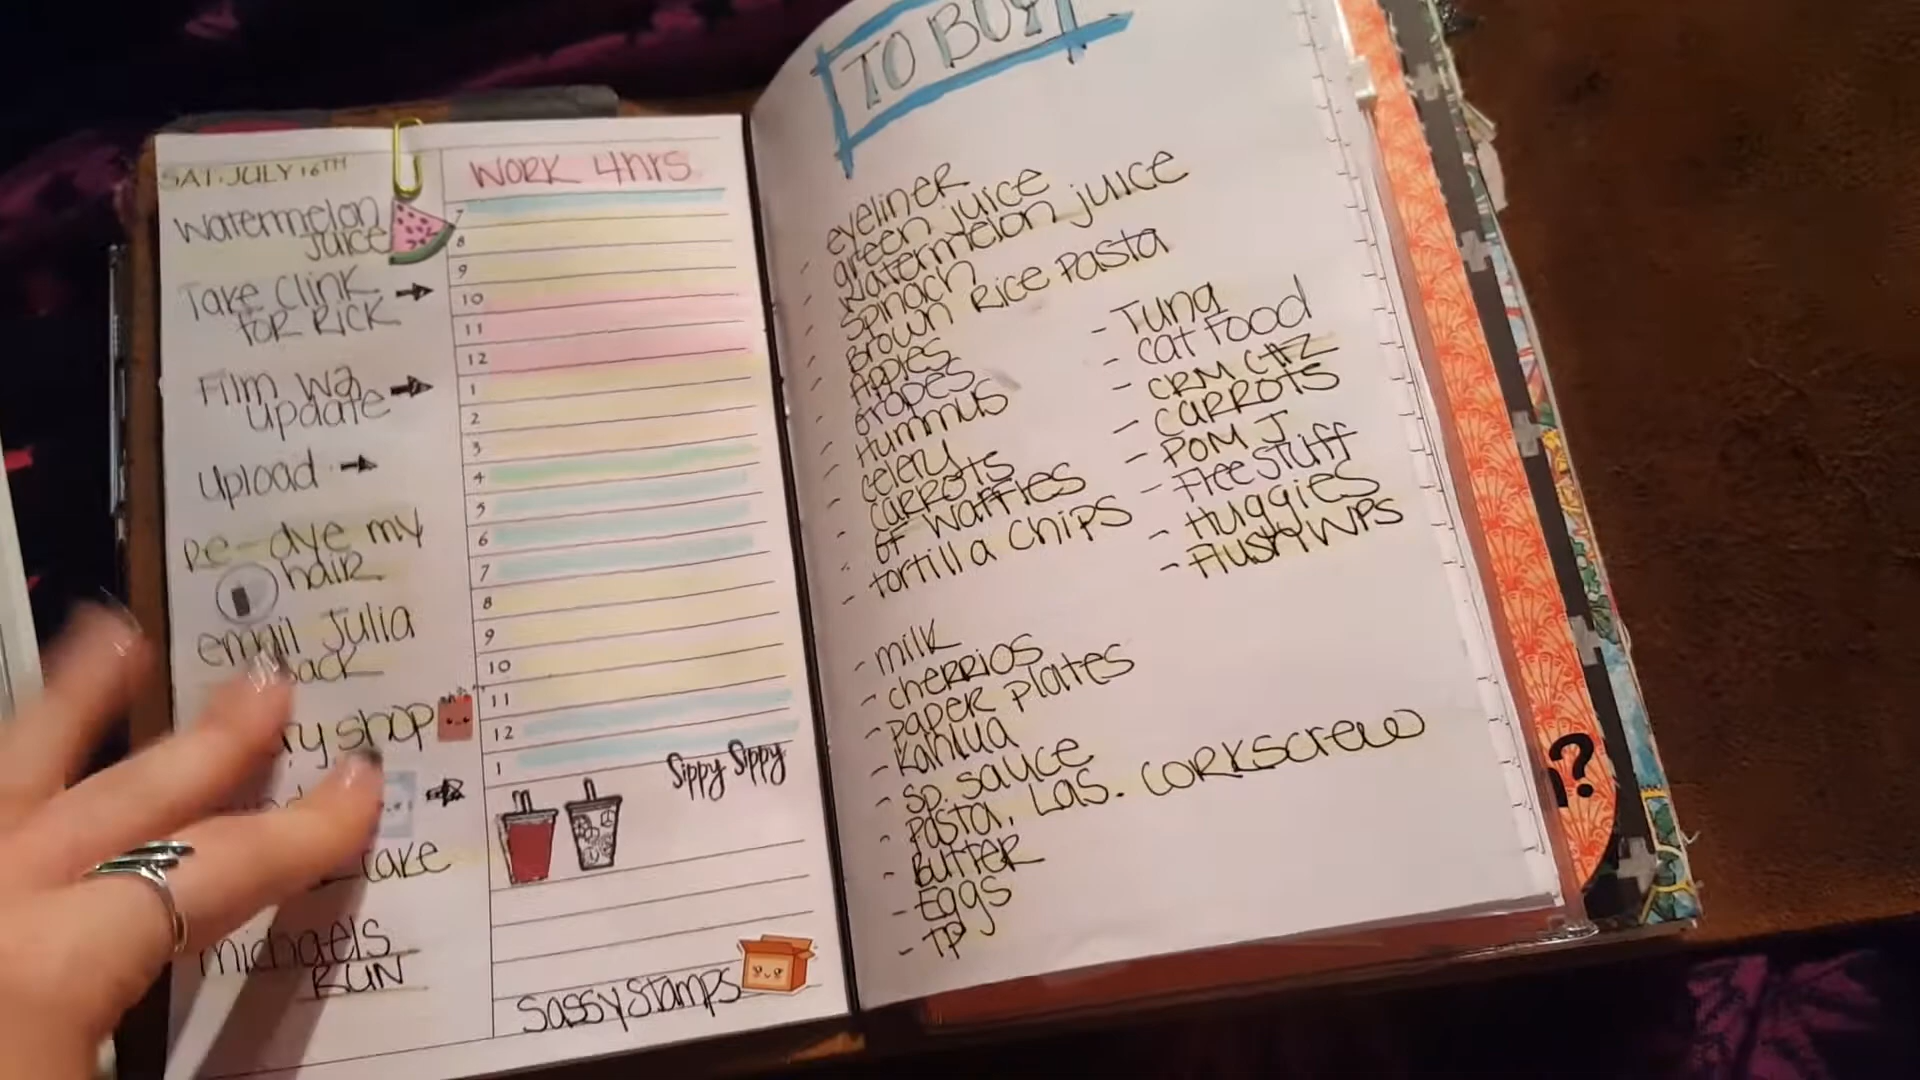 SAT. JULY 16TH
Watermelon
juice
Take Clink
for Rick
Film wa
update
Upload
Re-dye my
hair
email Julia
back
shop
cake
michaels
RUN
WORK 4hrs
7
8
9
10
11
12
1
2
3
4
5
6
7
8
9
10
11
12
1
Sippy Sippy
Sassy Stamps
TO BUY
- eyeliner
- green juice
- watermelon juice
- spinach
- Brown Rice Pasta
- Apples
- Grapes
- Hummus
- celery
- carrots
- GF waffles
- tortilla chips
- Tuna
- cat food
- CRM CHZ
- carrots
- POM J
- Flee stuff
- Huggies
- Flush WPS
- milk
- cherrios
- paper plates
- Kahlua
- sp. sauce
- Pasta, Las. corkscrew
- Butter
- Eggs
- TP
?